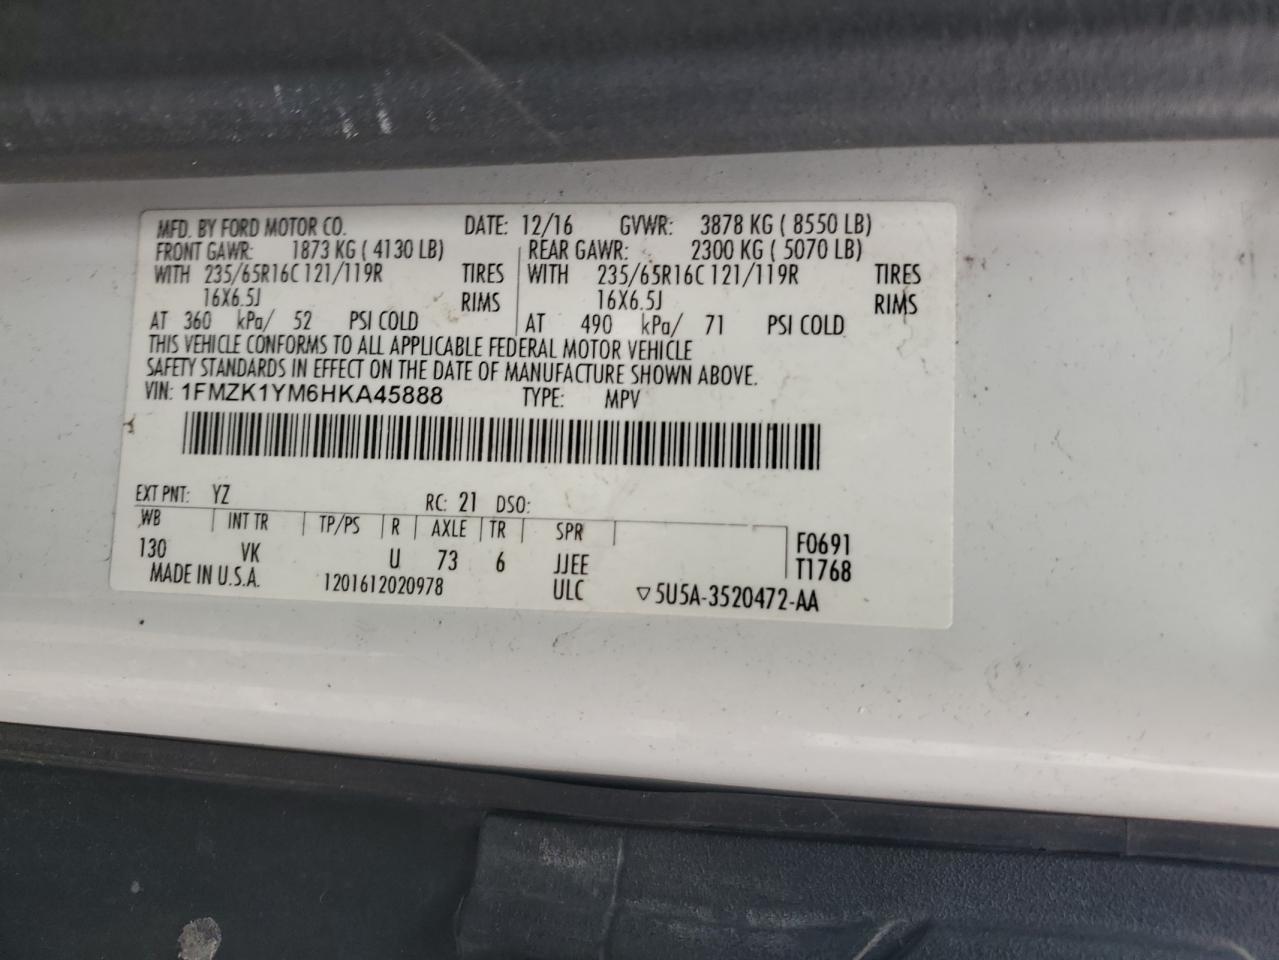 MFD. BY FORD MOTOR CO. DATE: 12/16 GVWR: 3878 KG ( 8550 LB)
FRONT GAWR: 1873 KG ( 4130 LB) REAR GAWR: 2300 KG ( 5070 LB)
WITH 235/65R16C 121/119R TIRES WITH 235/65R16C 121/119R TIRES
16X6.5J RIMS 16X6.5J RIMS
AT 360 kPa/ 52 PSI COLD AT 490 kPa/ 71 PSI COLD
THIS VEHICLE CONFORMS TO ALL APPLICABLE FEDERAL MOTOR VEHICLE
SAFETY STANDARDS IN EFFECT ON THE DATE OF MANUFACTURE SHOWN ABOVE.
VIN: 1FMZK1YM6HKA45888 TYPE: MPV
EXT PNT: YZ RC: 21 DSO:
WB INT TR TP/PS R AXLE TR SPR F0691
130 VK U 73 6 JJEE T1768
MADE IN U.S.A. 1201612020978 ULC ▽5U5A-3520472-AA